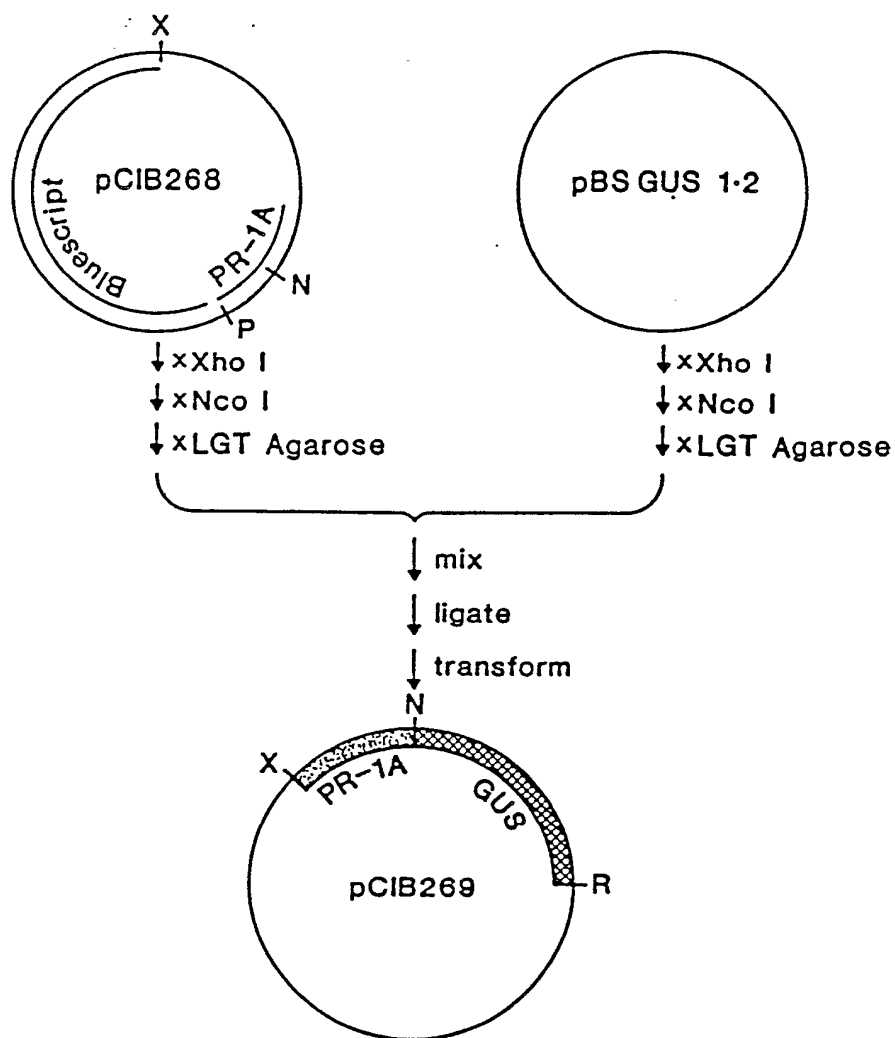 X
pCIB268
Bluescript
PR-1A
N
P
pBS GUS 1·2
xXho I
xNco I
xLGT Agarose
xXho I
xNco I
xLGT Agarose
mix
ligate
transform
N
X
PR-1A
GUS
R
pCIB269